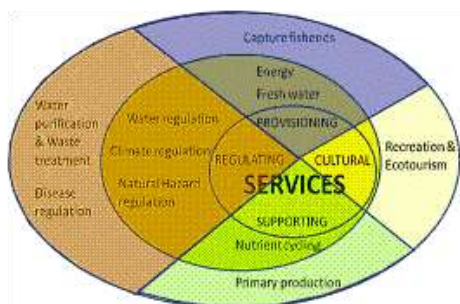 Capture fisheries
Energy
Fresh water
PROVISIONING
Water
purification
& Waste
treatment
Disease
regulation
Water regulation
Climate regulation
Natural Hazard
regulation
REGULATING
CULTURAL
SERVICES
SUPPORTING
Recreation &
Ecotourism
Nutrient cycling
Primary production